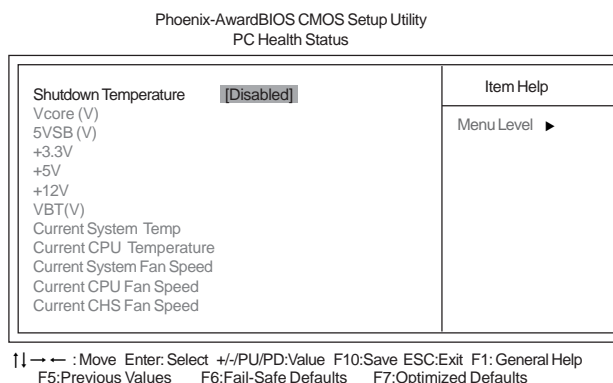 Phoenix-AwardBIOS CMOS Setup Utility
PC Health Status
Shutdown Temperature [Disabled]
Vcore (V)
5VSB (V)
+3.3V
+5V
+12V
VBT(V)
Current System Temp
Current CPU Temperature
Current System Fan Speed
Current CPU Fan Speed
Current CHS Fan Speed
Item Help
Menu Level ►
↑↓→← : Move Enter: Select +/-/PU/PD:Value F10:Save ESC:Exit F1: General Help
F5:Previous Values F6:Fail-Safe Defaults F7:Optimized Defaults